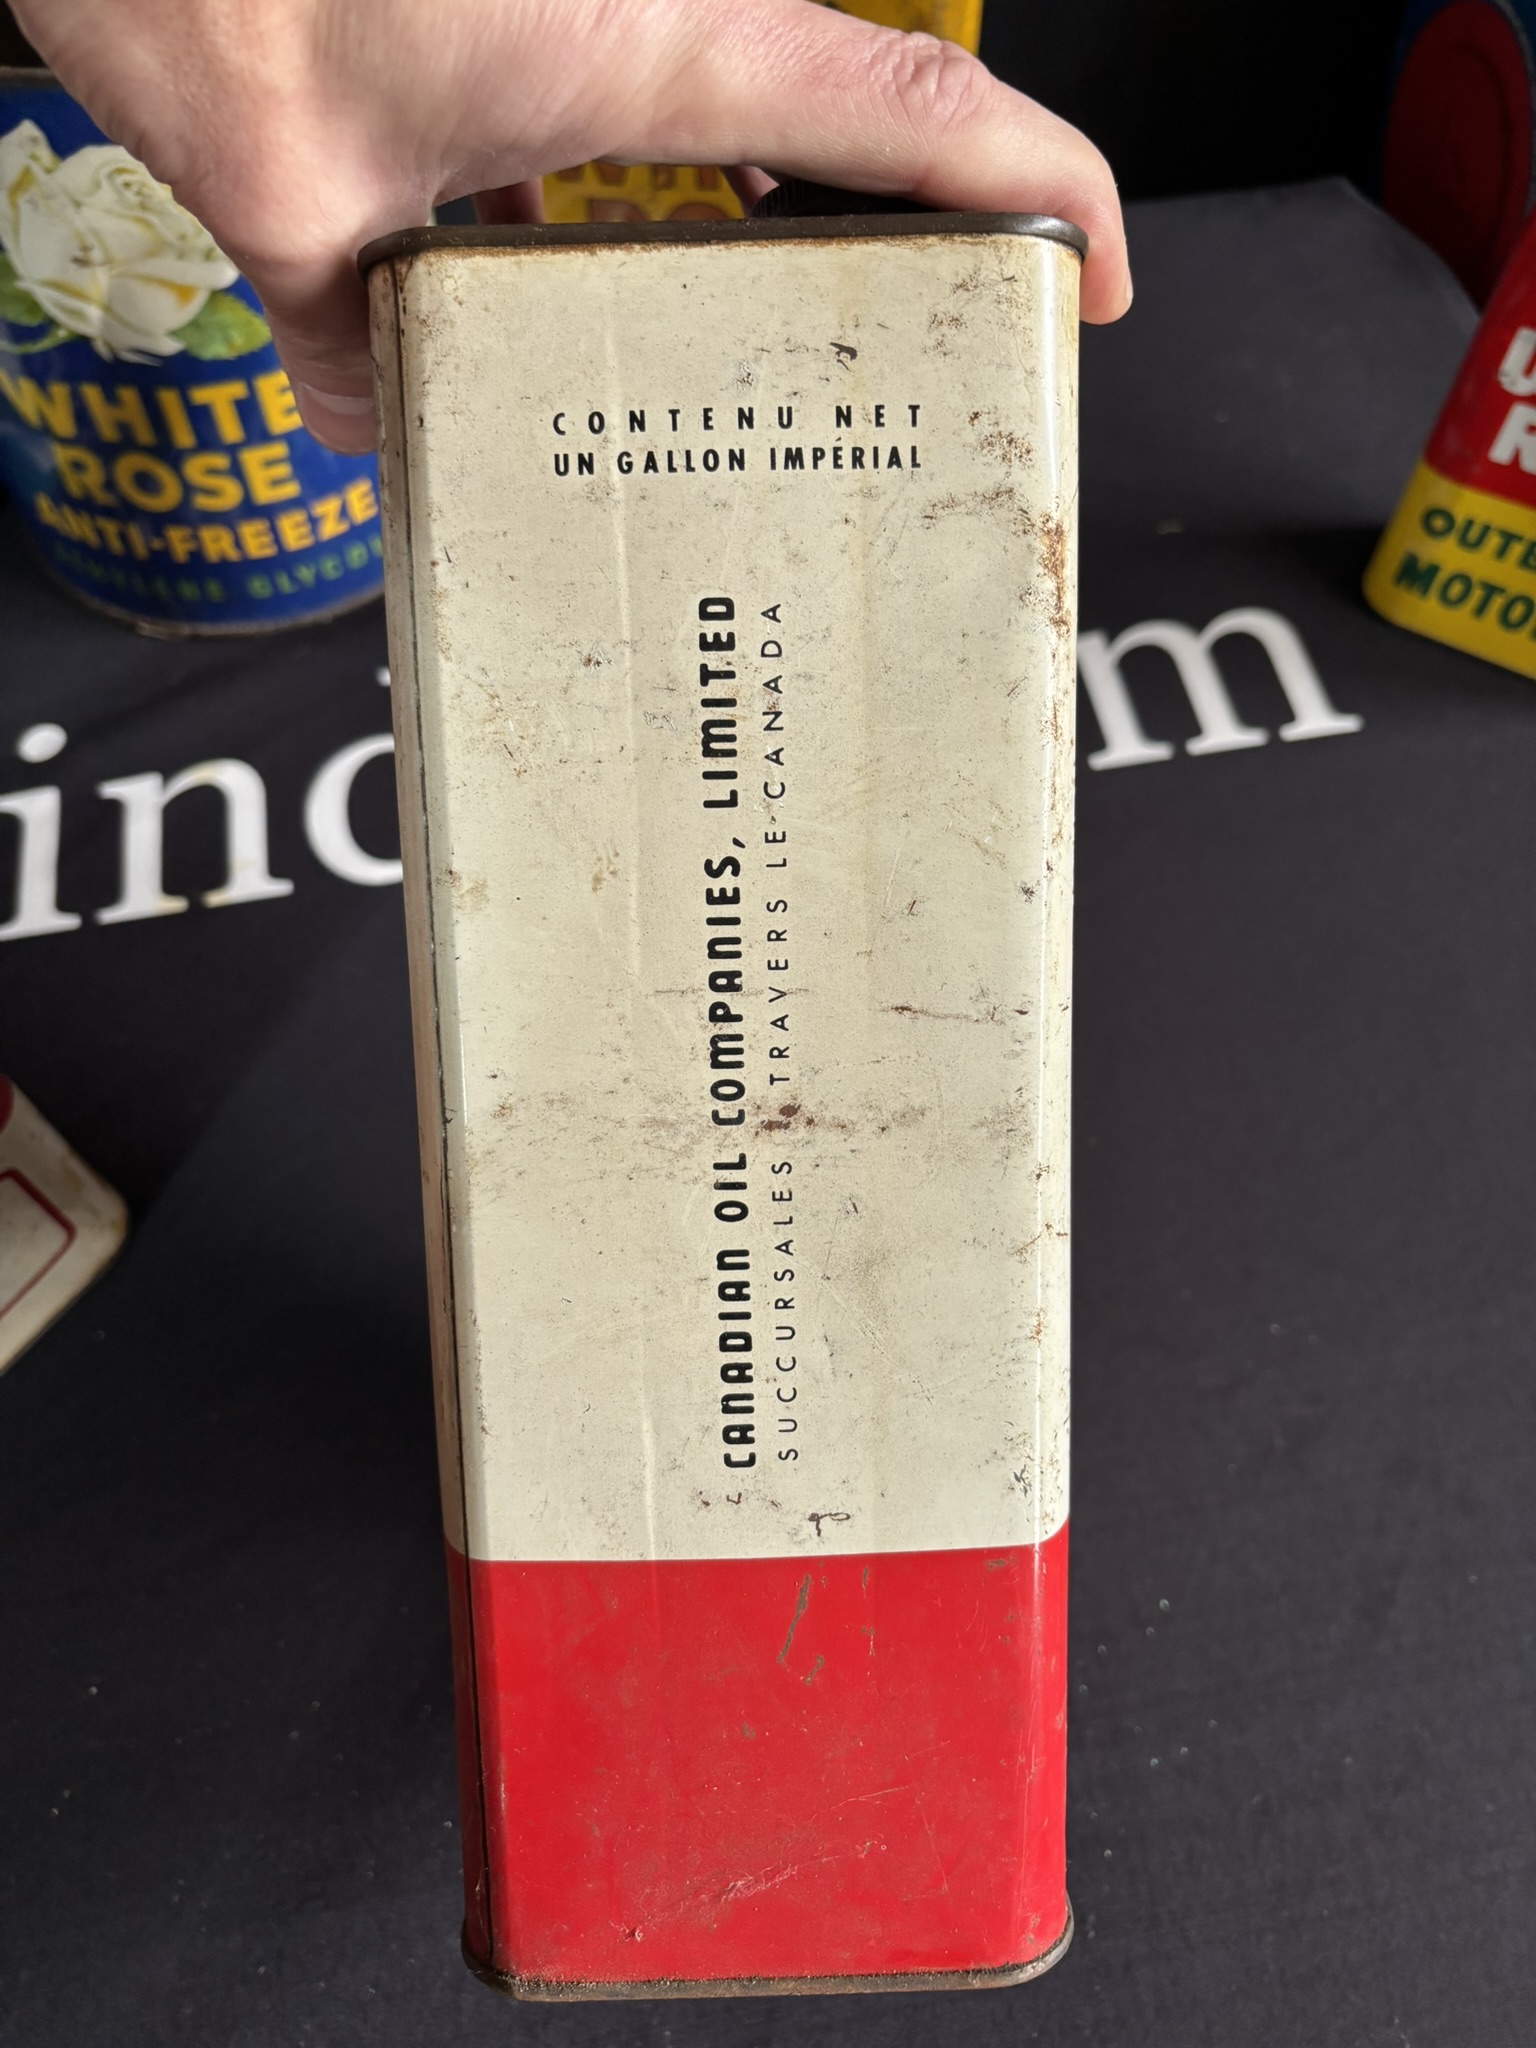 CONTENU NET
UN GALLON IMPÉRIAL
CANADIAN OIL COMPANIES, LIMITED
SUCCURSALES À TRAVERS LE CANADA
WHITE
ROSE
ANTI-FREEZE
OUTB
MOTO